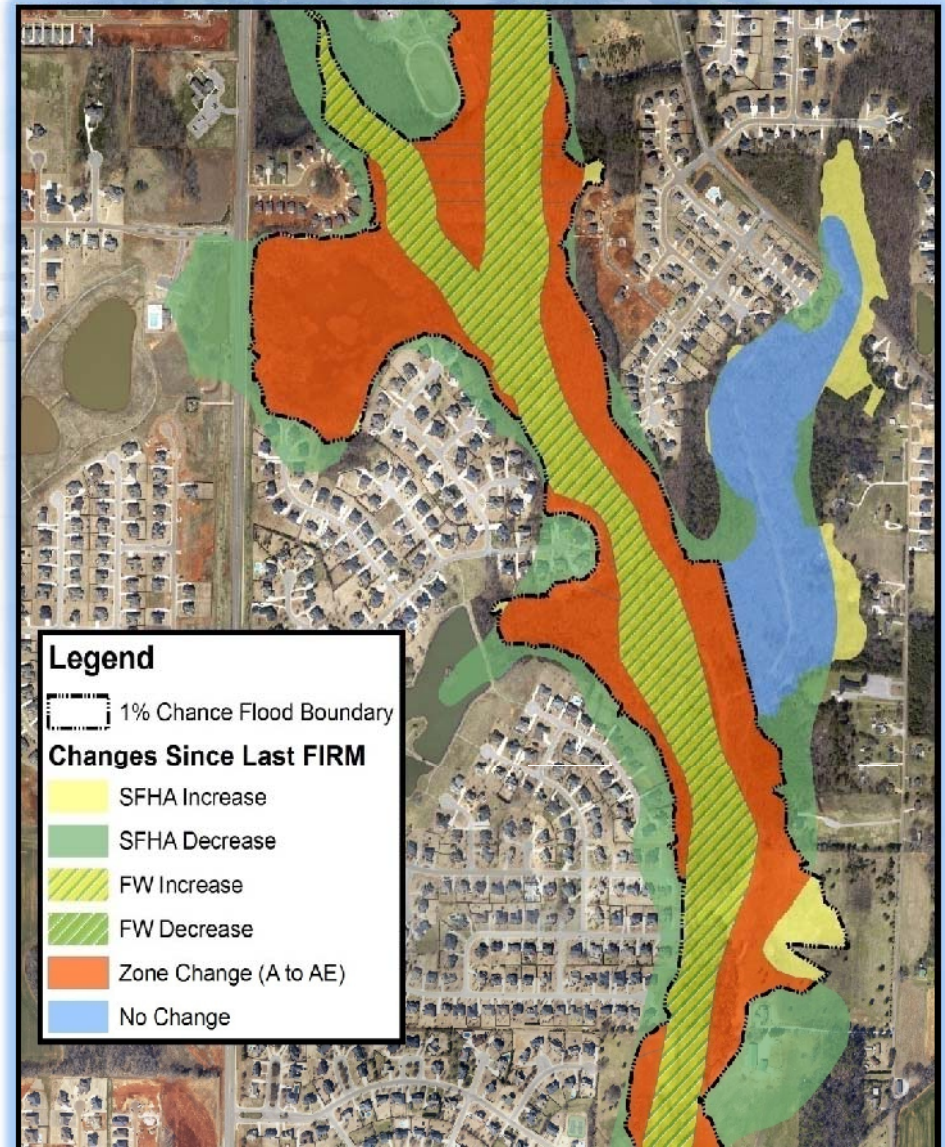 Legend
1% Chance Flood Boundary
Changes Since Last FIRM
SFHA Increase
SFHA Decrease
FW Increase
FW Decrease
Zone Change (A to AE)
No Change